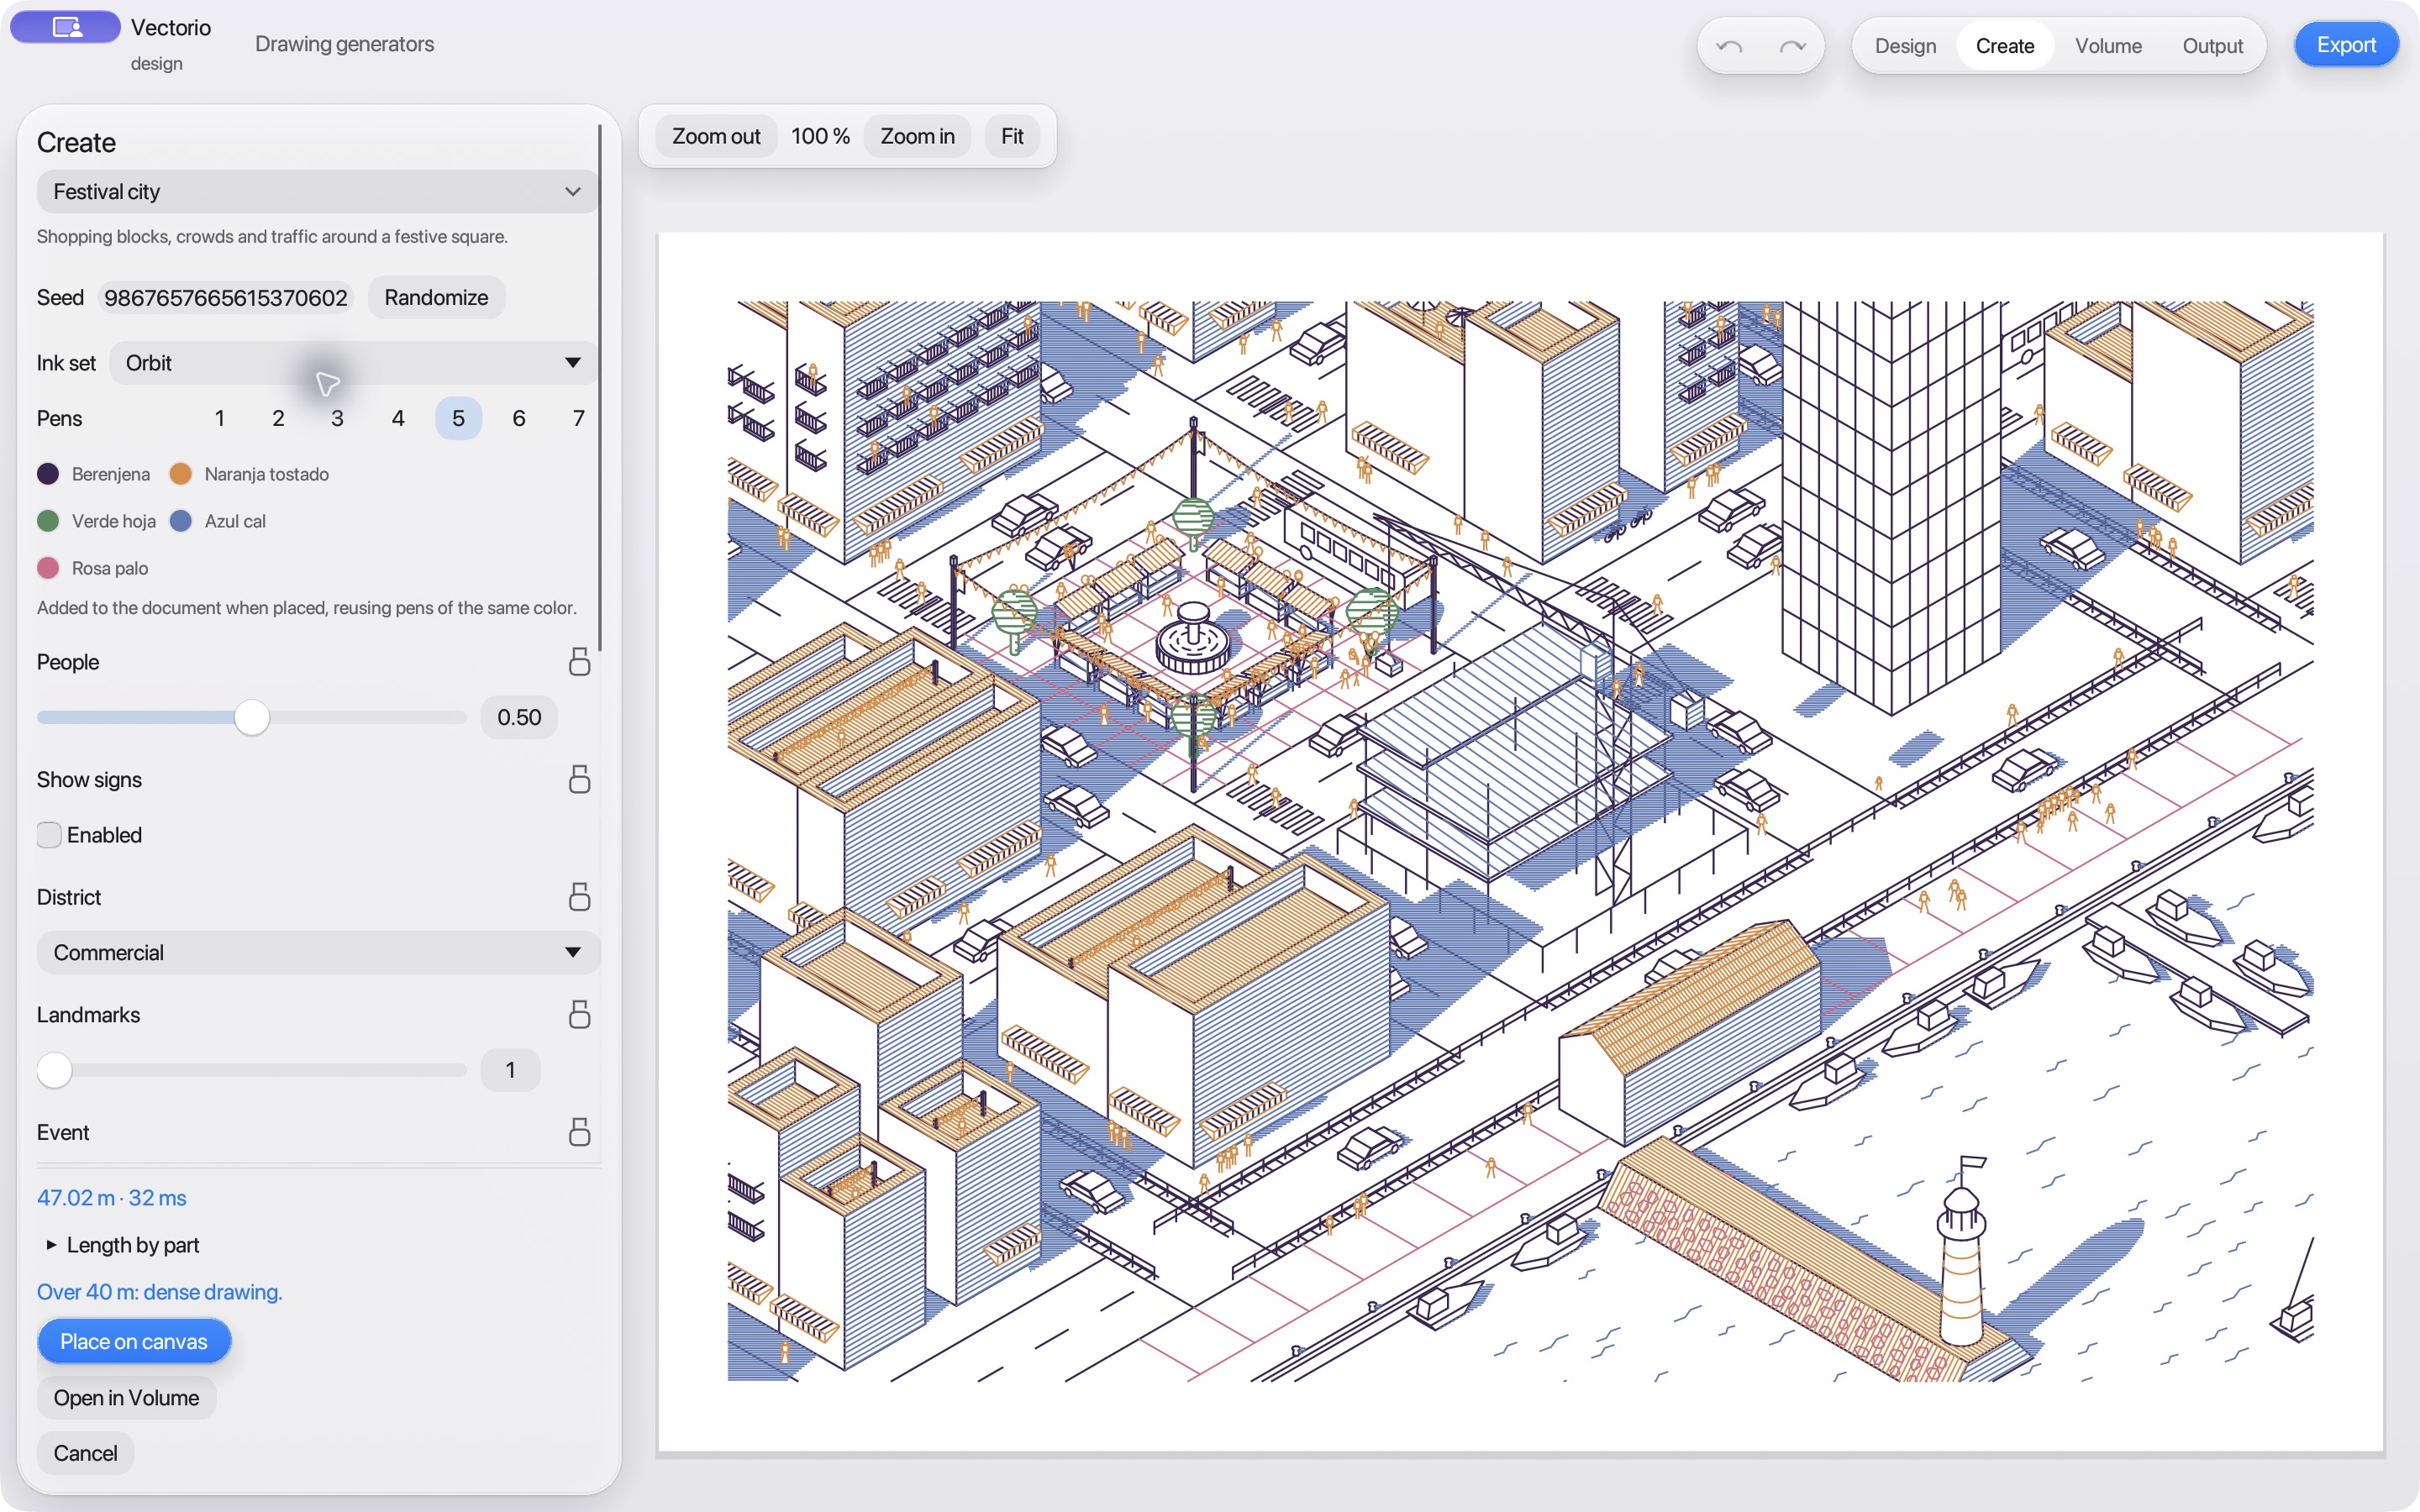 Vectorio
design
Drawing generators
Design Create Volume Output Export
Create
Zoom out 100 % Zoom in Fit
Festival city
Shopping blocks, crowds and traffic around a festive square.
Seed 9867657665615370602 Randomize
Ink set Orbit
Pens 1 2 3 4 5 6 7
Berenjena Naranja tostado
Verde hoja Azul cal
Rosa palo
Added to the document when placed, reusing pens of the same color.
People
0.50
Show signs
Enabled
District
Commercial
Landmarks
1
Event
47.02 m · 32 ms
Length by part
Over 40 m: dense drawing.
Place on canvas
Open in Volume
Cancel